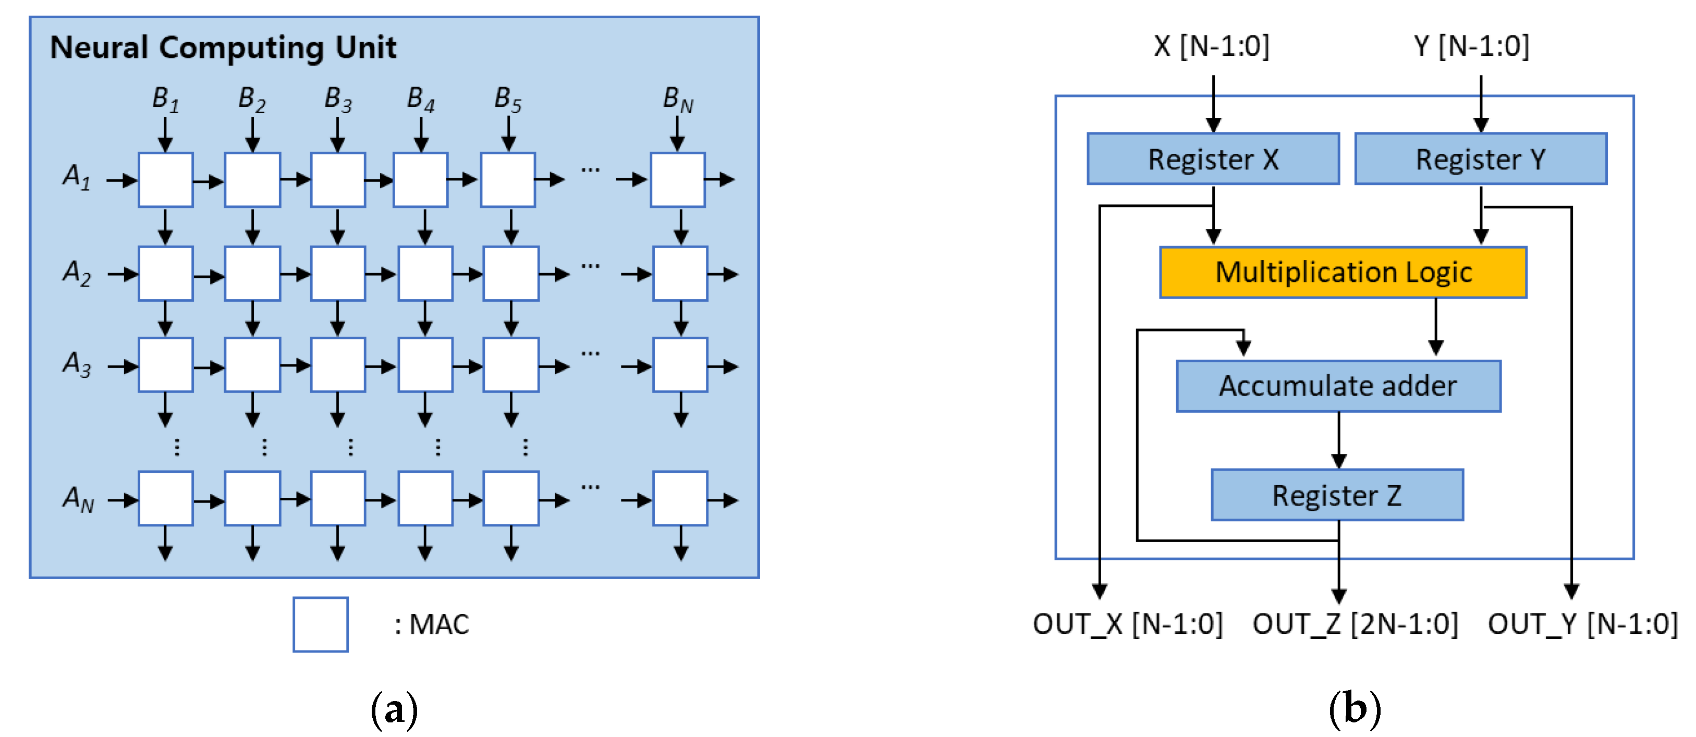 Neural Computing Unit
B1 B2 B3 B4 B5 BN
A1 ...
A2 ...
A3 ...
⋮ ⋮ ⋮ ⋮ ⋮
AN ...
: MAC
(a)
X [N-1:0] Y [N-1:0]
Register X Register Y
Multiplication Logic
Accumulate adder
Register Z
OUT_X [N-1:0] OUT_Z [2N-1:0] OUT_Y [N-1:0]
(b)